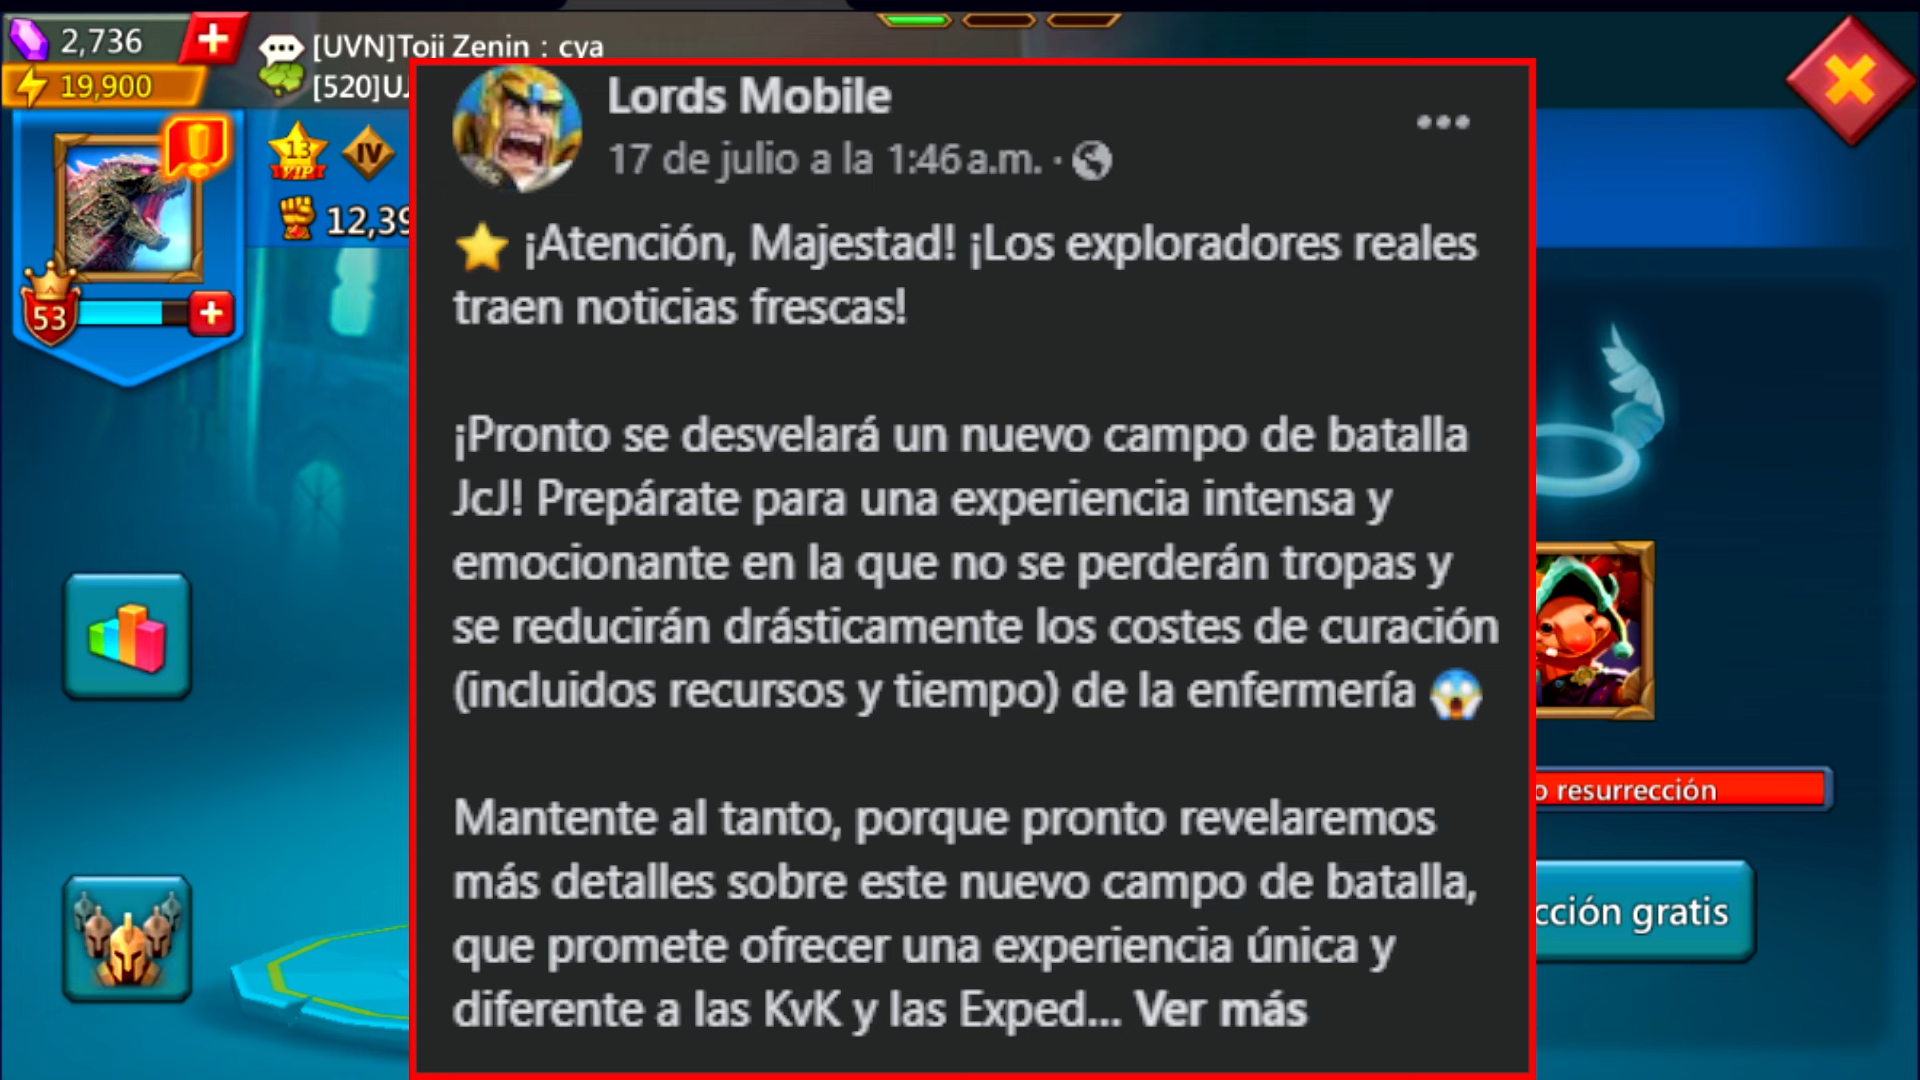 2,736
19,900
[UVN]Toji Zenin : cya
[520]UJ
13
VIP
IV
12,39
53
Lords Mobile
17 de julio a la 1:46 a.m. ·
¡Atención, Majestad! ¡Los exploradores reales
traen noticias frescas!
¡Pronto se desvelará un nuevo campo de batalla
JcJ! Prepárate para una experiencia intensa y
emocionante en la que no se perderán tropas y
se reducirán drásticamente los costes de curación
(incluidos recursos y tiempo) de la enfermería 😱
Mantente al tanto, porque pronto revelaremos
más detalles sobre este nuevo campo de batalla,
que promete ofrecer una experiencia única y
diferente a las KvK y las Exped... Ver más
o resurrección
cción gratis